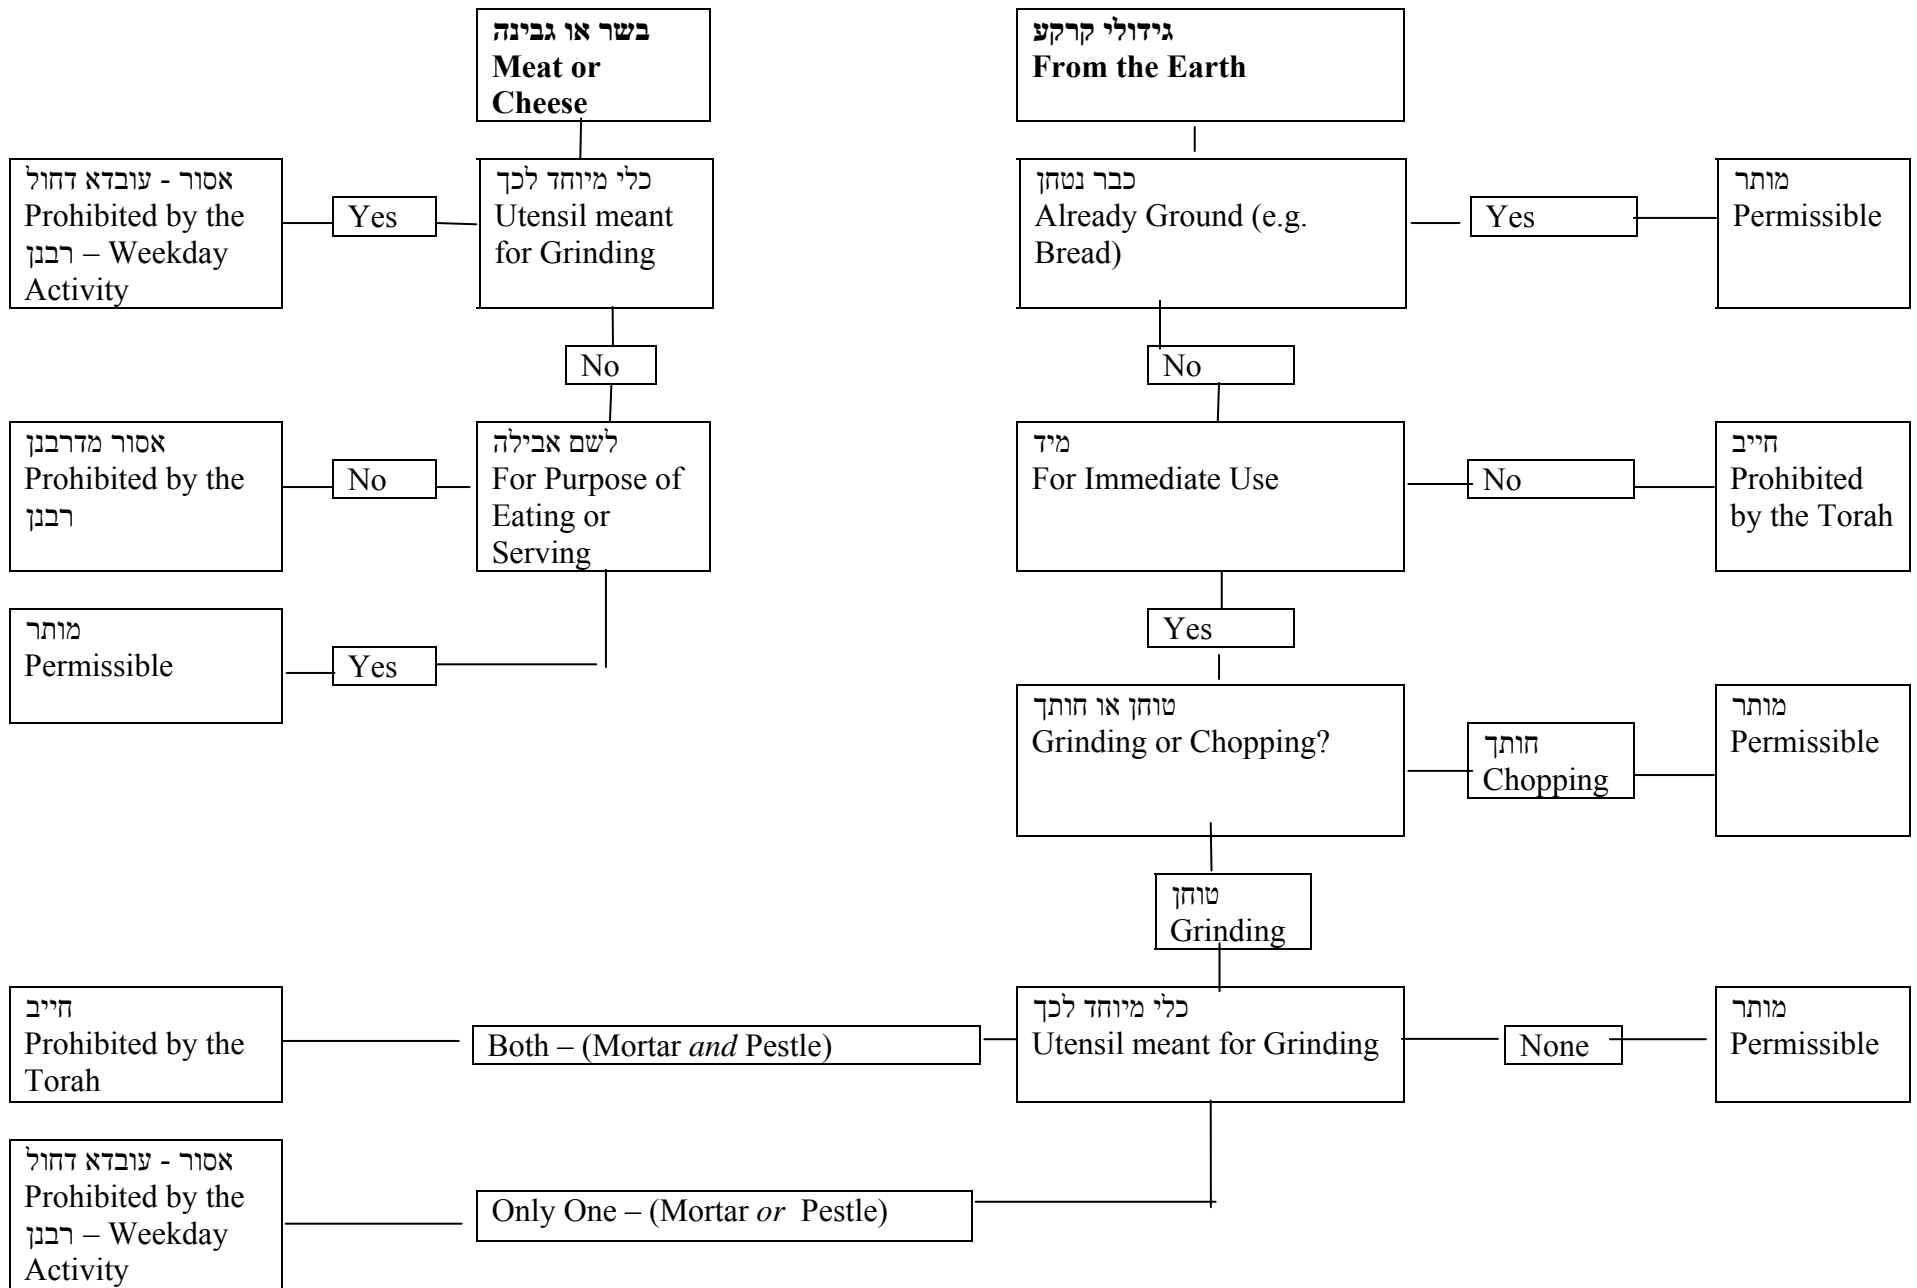 בשר או גבינה
Meat or
Cheese
גידולי קרקע
From the Earth
אסור - עובדא דחול
Prohibited by the
רבנן – Weekday
Activity
Yes
כלי מיוחד לכך
Utensil meant
for Grinding
כבר נטחן
Already Ground (e.g.
Bread)
Yes
מותר
Permissible
No
No
אסור מדרבנן
Prohibited by the
רבנן
No
לשם אבילה
For Purpose of
Eating or
Serving
מיד
For Immediate Use
No
חייב
Prohibited
by the Torah
מותר
Permissible
Yes
Yes
טוחן או חותך
Grinding or Chopping?
חותך
Chopping
מותר
Permissible
טוחן
Grinding
חייב
Prohibited by the
Torah
Both – (Mortar and Pestle)
כלי מיוחד לכך
Utensil meant for Grinding
None
מותר
Permissible
אסור - עובדא דחול
Prohibited by the
רבנן – Weekday
Activity
Only One – (Mortar or Pestle)